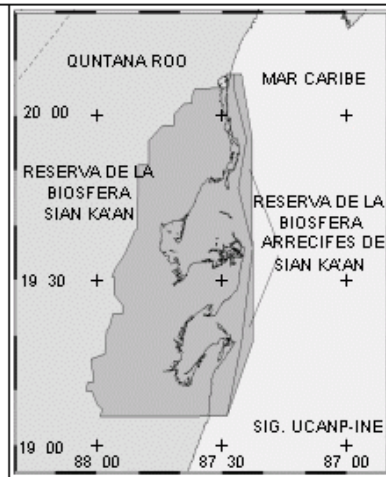 QUNTANA ROO
MAR CARIBE
20 00
RESERVA DE LA
BIOSFERA
SIAN KA'AN
RESERVA DE LA
BIOSFERA
ARRECIFES DE
SIAN KA'AN
19 30
SIG. UCANP-INE
19 00
88 00
87 30
87 00